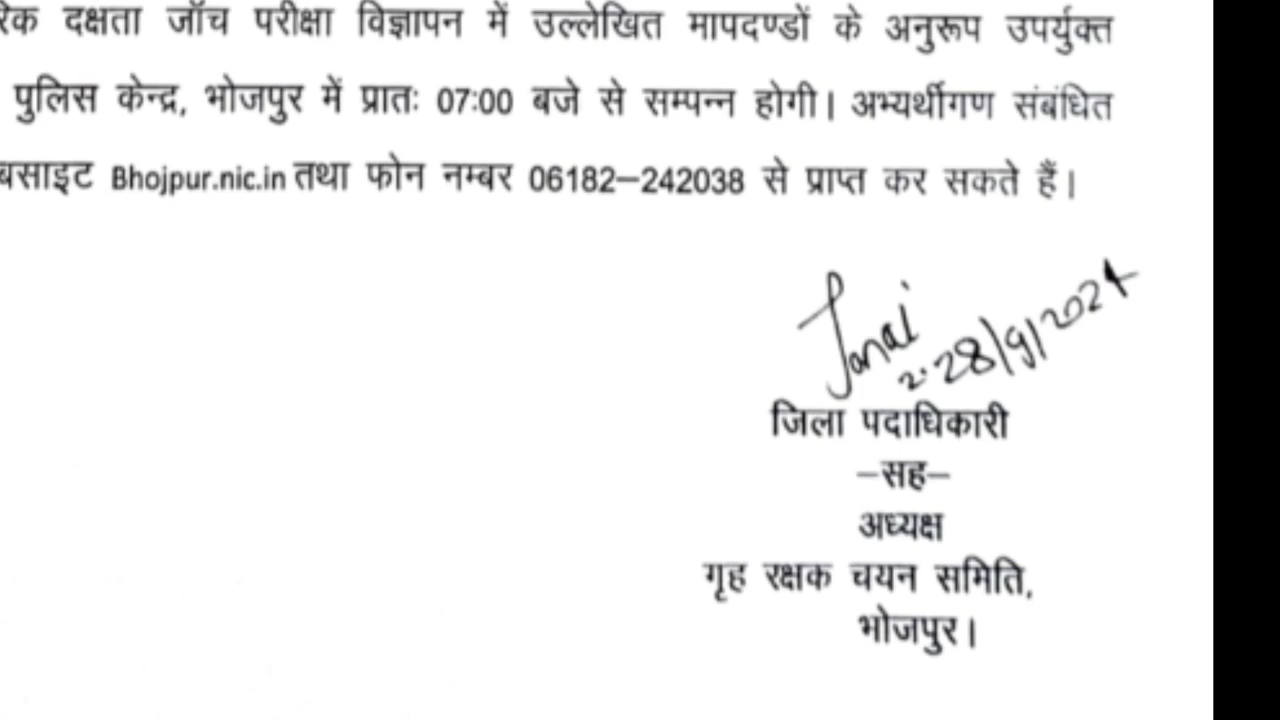 रिक दक्षता जॉच परीक्षा विज्ञापन में उल्लेखित मापदण्डों के अनुरूप उपर्युक्त
पुलिस केन्द्र, भोजपुर में प्रातः 07:00 बजे से सम्पन्न होगी। अभ्यर्थीगण संबंधित
बसाइट Bhojpur.nic.in तथा फोन नम्बर 06182–242038 से प्राप्त कर सकते हैं।
28/9/2024
जिला पदाधिकारी
–सह–
अध्यक्ष
गृह रक्षक चयन समिति,
भोजपुर।